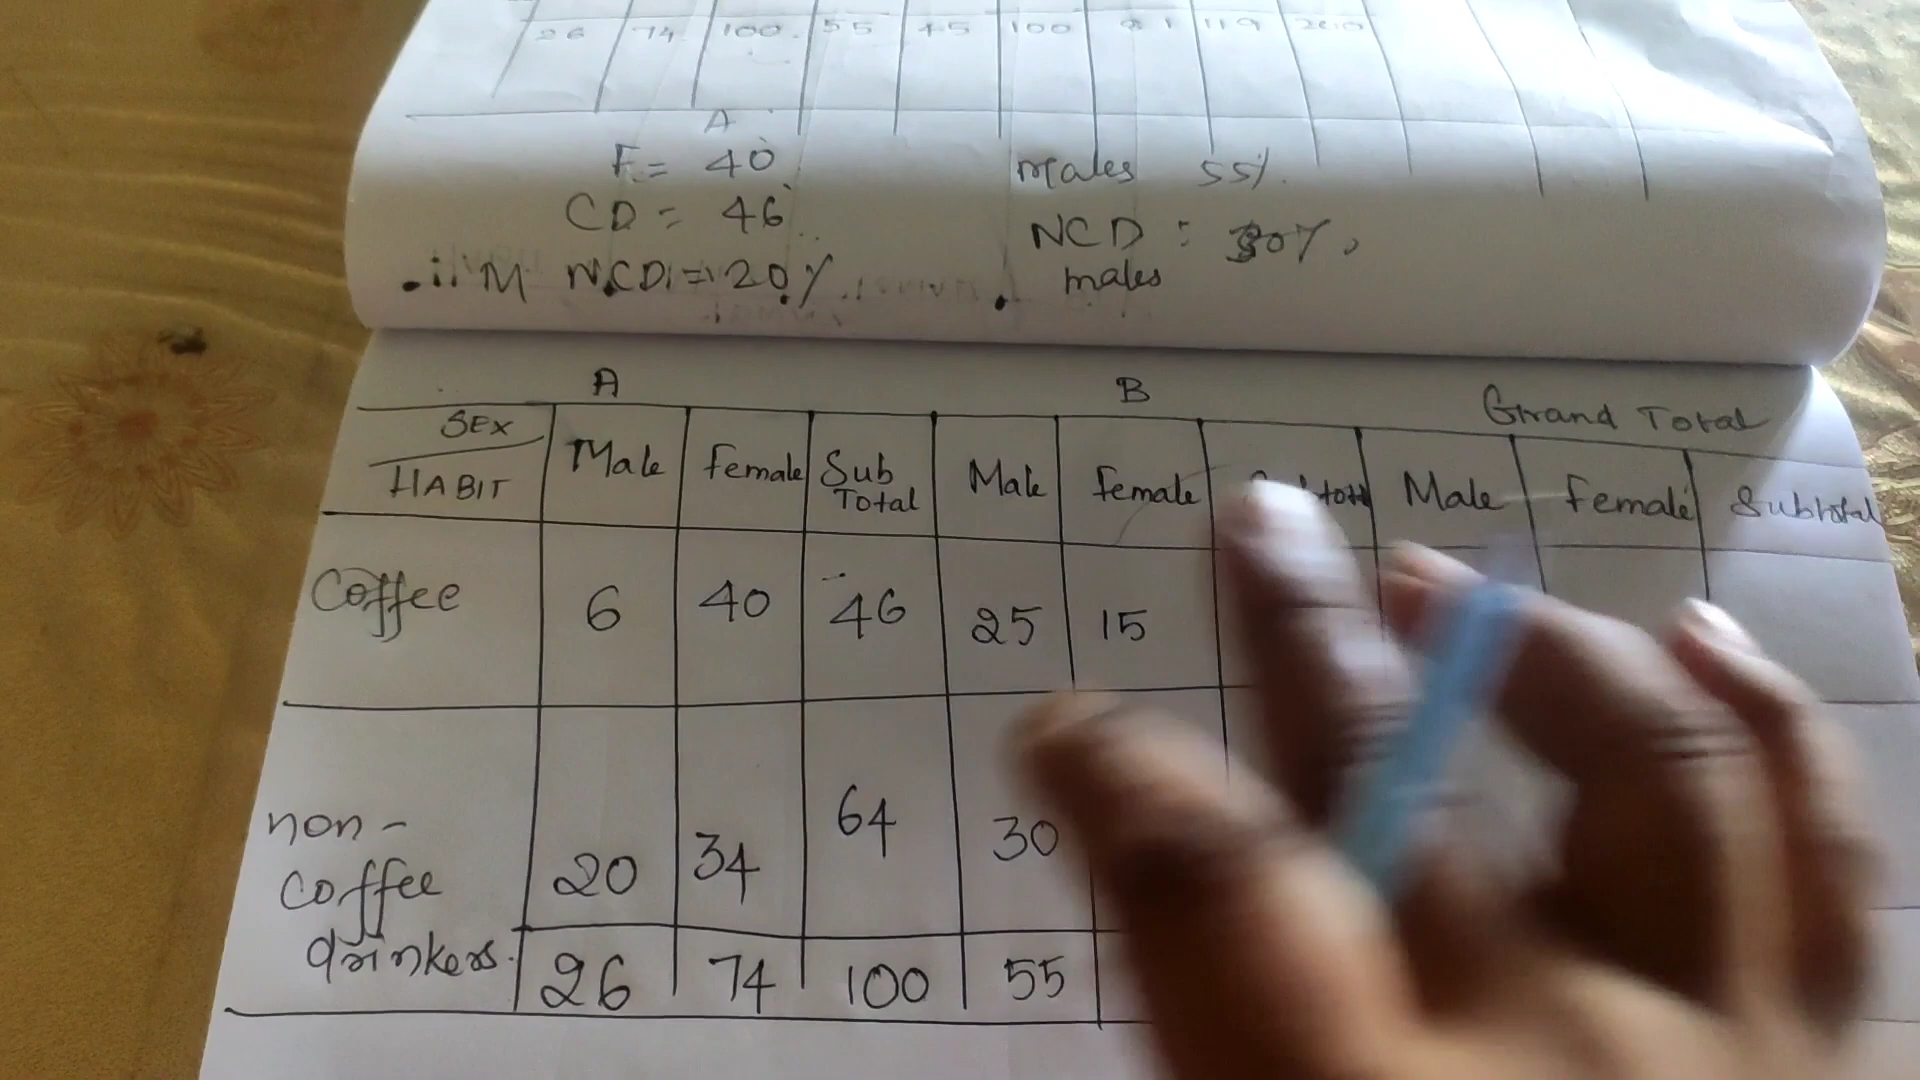 26 74 100 55 45 100 81 119 200
A
F = 40 males 55%
CD = 46 NCD : 30%
M NCD = 20% males
A B Grand Total
SEX
HABIT
Male Female Sub Total Male Female Male Female Subtotal
Coffee 6 40 46 25 15
non - coffee drinkers. 20 34 64 30
26 74 100 55